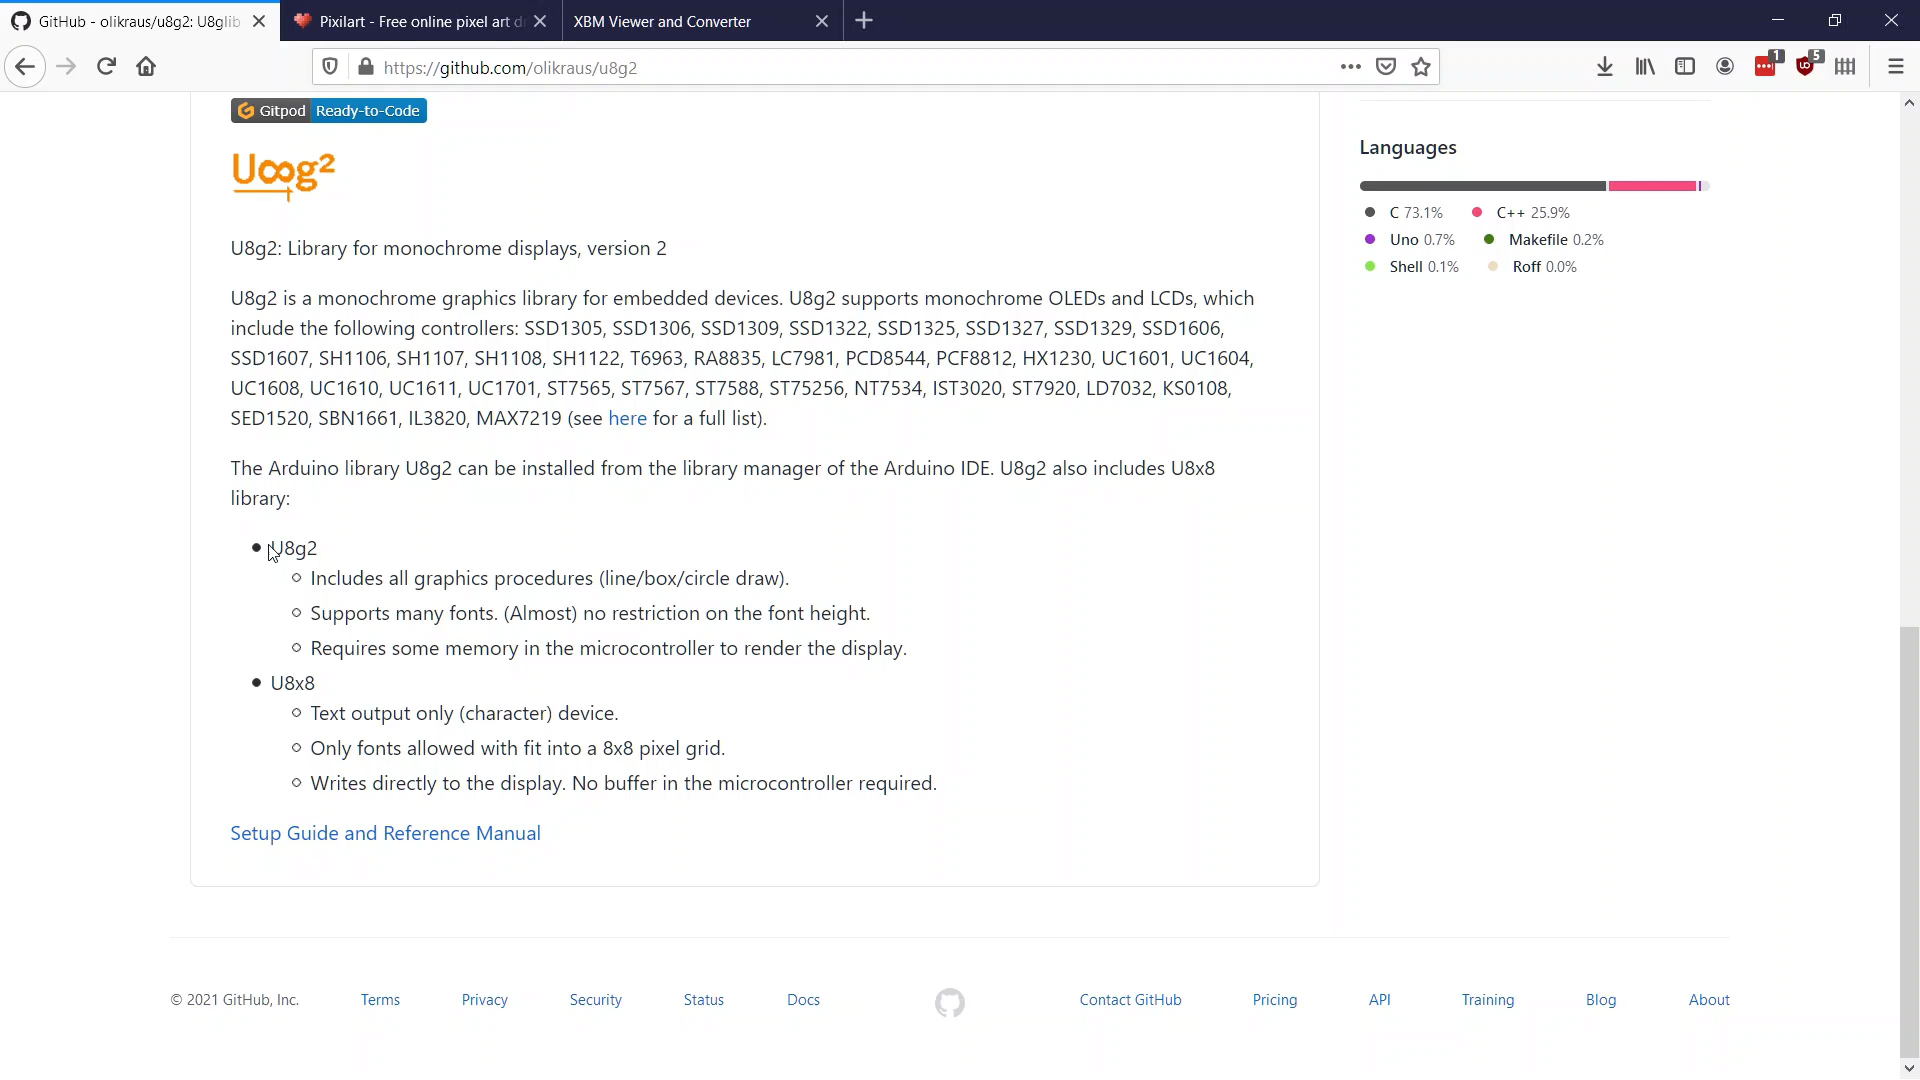 GitHub - olikraus/u8g2: U8glib
Pixilart - Free online pixel art d
XBM Viewer and Converter
https://github.com/olikraus/u8g2
1
5
Gitpod Ready-to-Code
U8g2
U8g2: Library for monochrome displays, version 2
U8g2 is a monochrome graphics library for embedded devices. U8g2 supports monochrome OLEDs and LCDs, which
include the following controllers: SSD1305, SSD1306, SSD1309, SSD1322, SSD1325, SSD1327, SSD1329, SSD1606,
SSD1607, SH1106, SH1107, SH1108, SH1122, T6963, RA8835, LC7981, PCD8544, PCF8812, HX1230, UC1601, UC1604,
UC1608, UC1610, UC1611, UC1701, ST7565, ST7567, ST7588, ST75256, NT7534, IST3020, ST7920, LD7032, KS0108,
SED1520, SBN1661, IL3820, MAX7219 (see here for a full list).
The Arduino library U8g2 can be installed from the library manager of the Arduino IDE. U8g2 also includes U8x8
library:
U8g2
Includes all graphics procedures (line/box/circle draw).
Supports many fonts. (Almost) no restriction on the font height.
Requires some memory in the microcontroller to render the display.
U8x8
Text output only (character) device.
Only fonts allowed with fit into a 8x8 pixel grid.
Writes directly to the display. No buffer in the microcontroller required.
Setup Guide and Reference Manual
Languages
C 73.1% C++ 25.9%
Uno 0.7% Makefile 0.2%
Shell 0.1% Roff 0.0%
© 2021 GitHub, Inc. Terms Privacy Security Status Docs Contact GitHub Pricing API Training Blog About